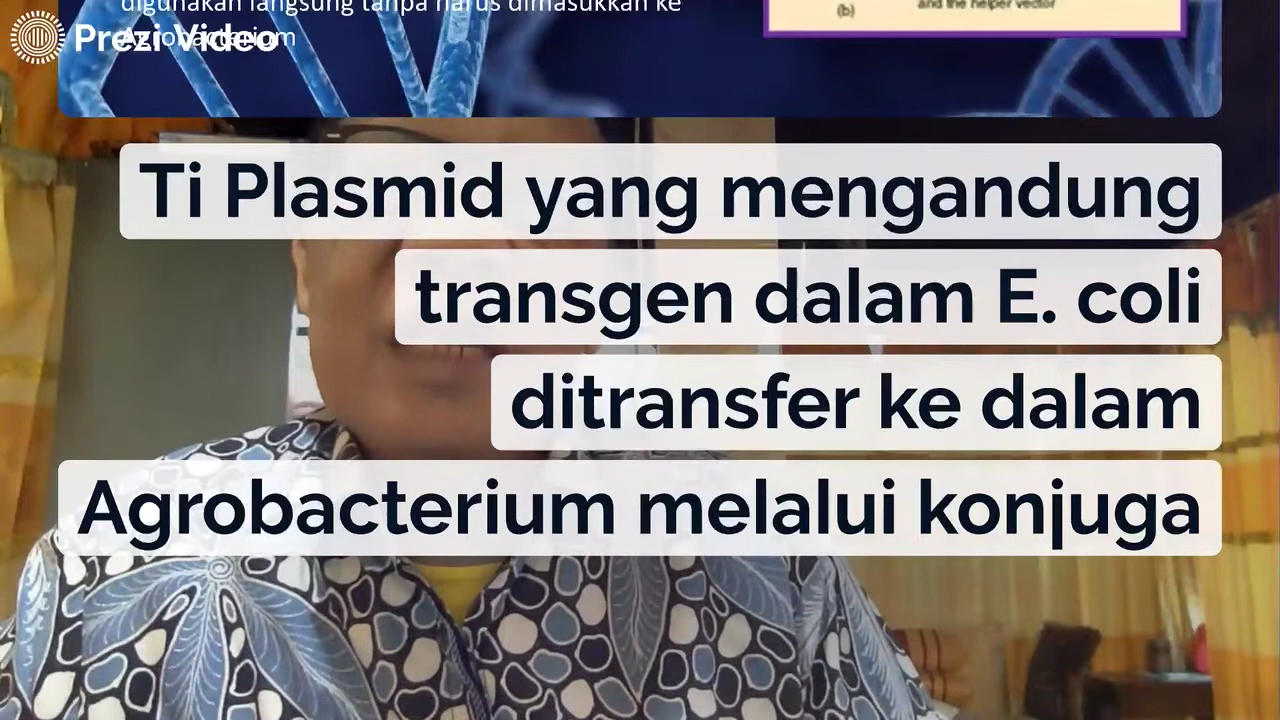 digunakan langsung tanpa harus dimasukkan ke
Agrobacterium
Prezi Video
and the helper vector
(b)
Ti Plasmid yang mengandung
transgen dalam E. coli
ditransfer ke dalam
Agrobacterium melalui konjuga